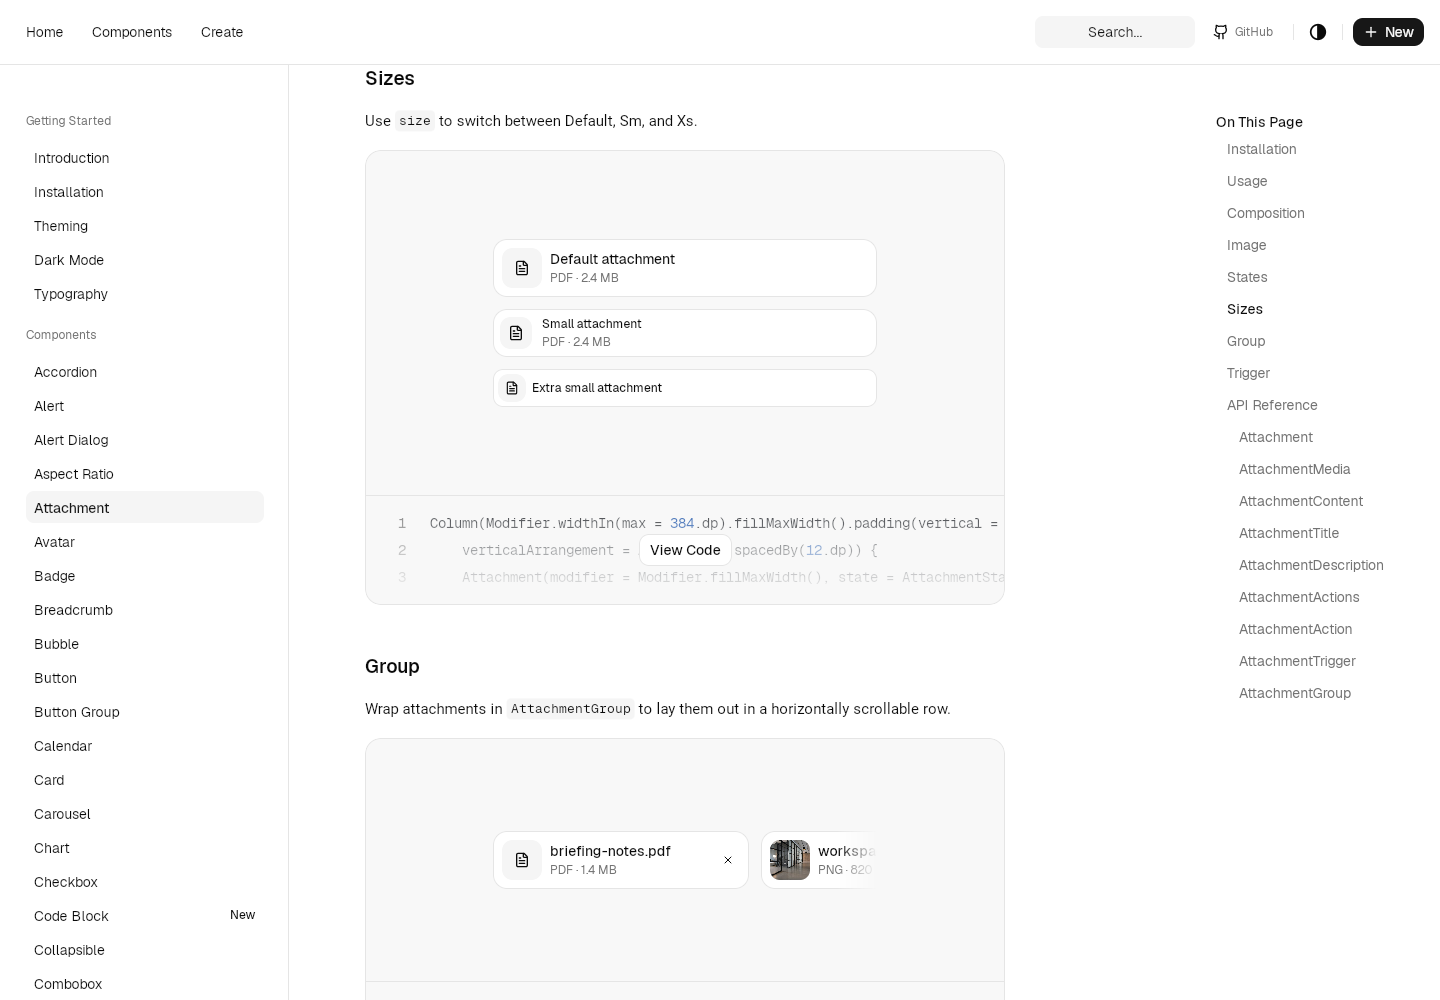 Home
Components
Create
Search...
GitHub
New
Getting Started
Introduction
Installation
Theming
Dark Mode
Typography
Components
Accordion
Alert
Alert Dialog
Aspect Ratio
Attachment
Avatar
Badge
Breadcrumb
Bubble
Button
Button Group
Calendar
Card
Carousel
Chart
Checkbox
Code Block New
Collapsible
Combobox
Sizes
Use size to switch between Default, Sm, and Xs.
Default attachment
PDF · 2.4 MB
Small attachment
PDF · 2.4 MB
Extra small attachment
1 Column(Modifier.widthIn(max = 384.dp).fillMaxWidth().padding(vertical =
2 verticalArrangement = spacedBy(12.dp)) {
View Code
3 Attachment(modifier = Modifier.fillMaxWidth(), state = AttachmentSta
Group
Wrap attachments in AttachmentGroup to lay them out in a horizontally scrollable row.
briefing-notes.pdf
PDF · 1.4 MB
workspa
PNG · 820
On This Page
Installation
Usage
Composition
Image
States
Sizes
Group
Trigger
API Reference
Attachment
AttachmentMedia
AttachmentContent
AttachmentTitle
AttachmentDescription
AttachmentActions
AttachmentAction
AttachmentTrigger
AttachmentGroup